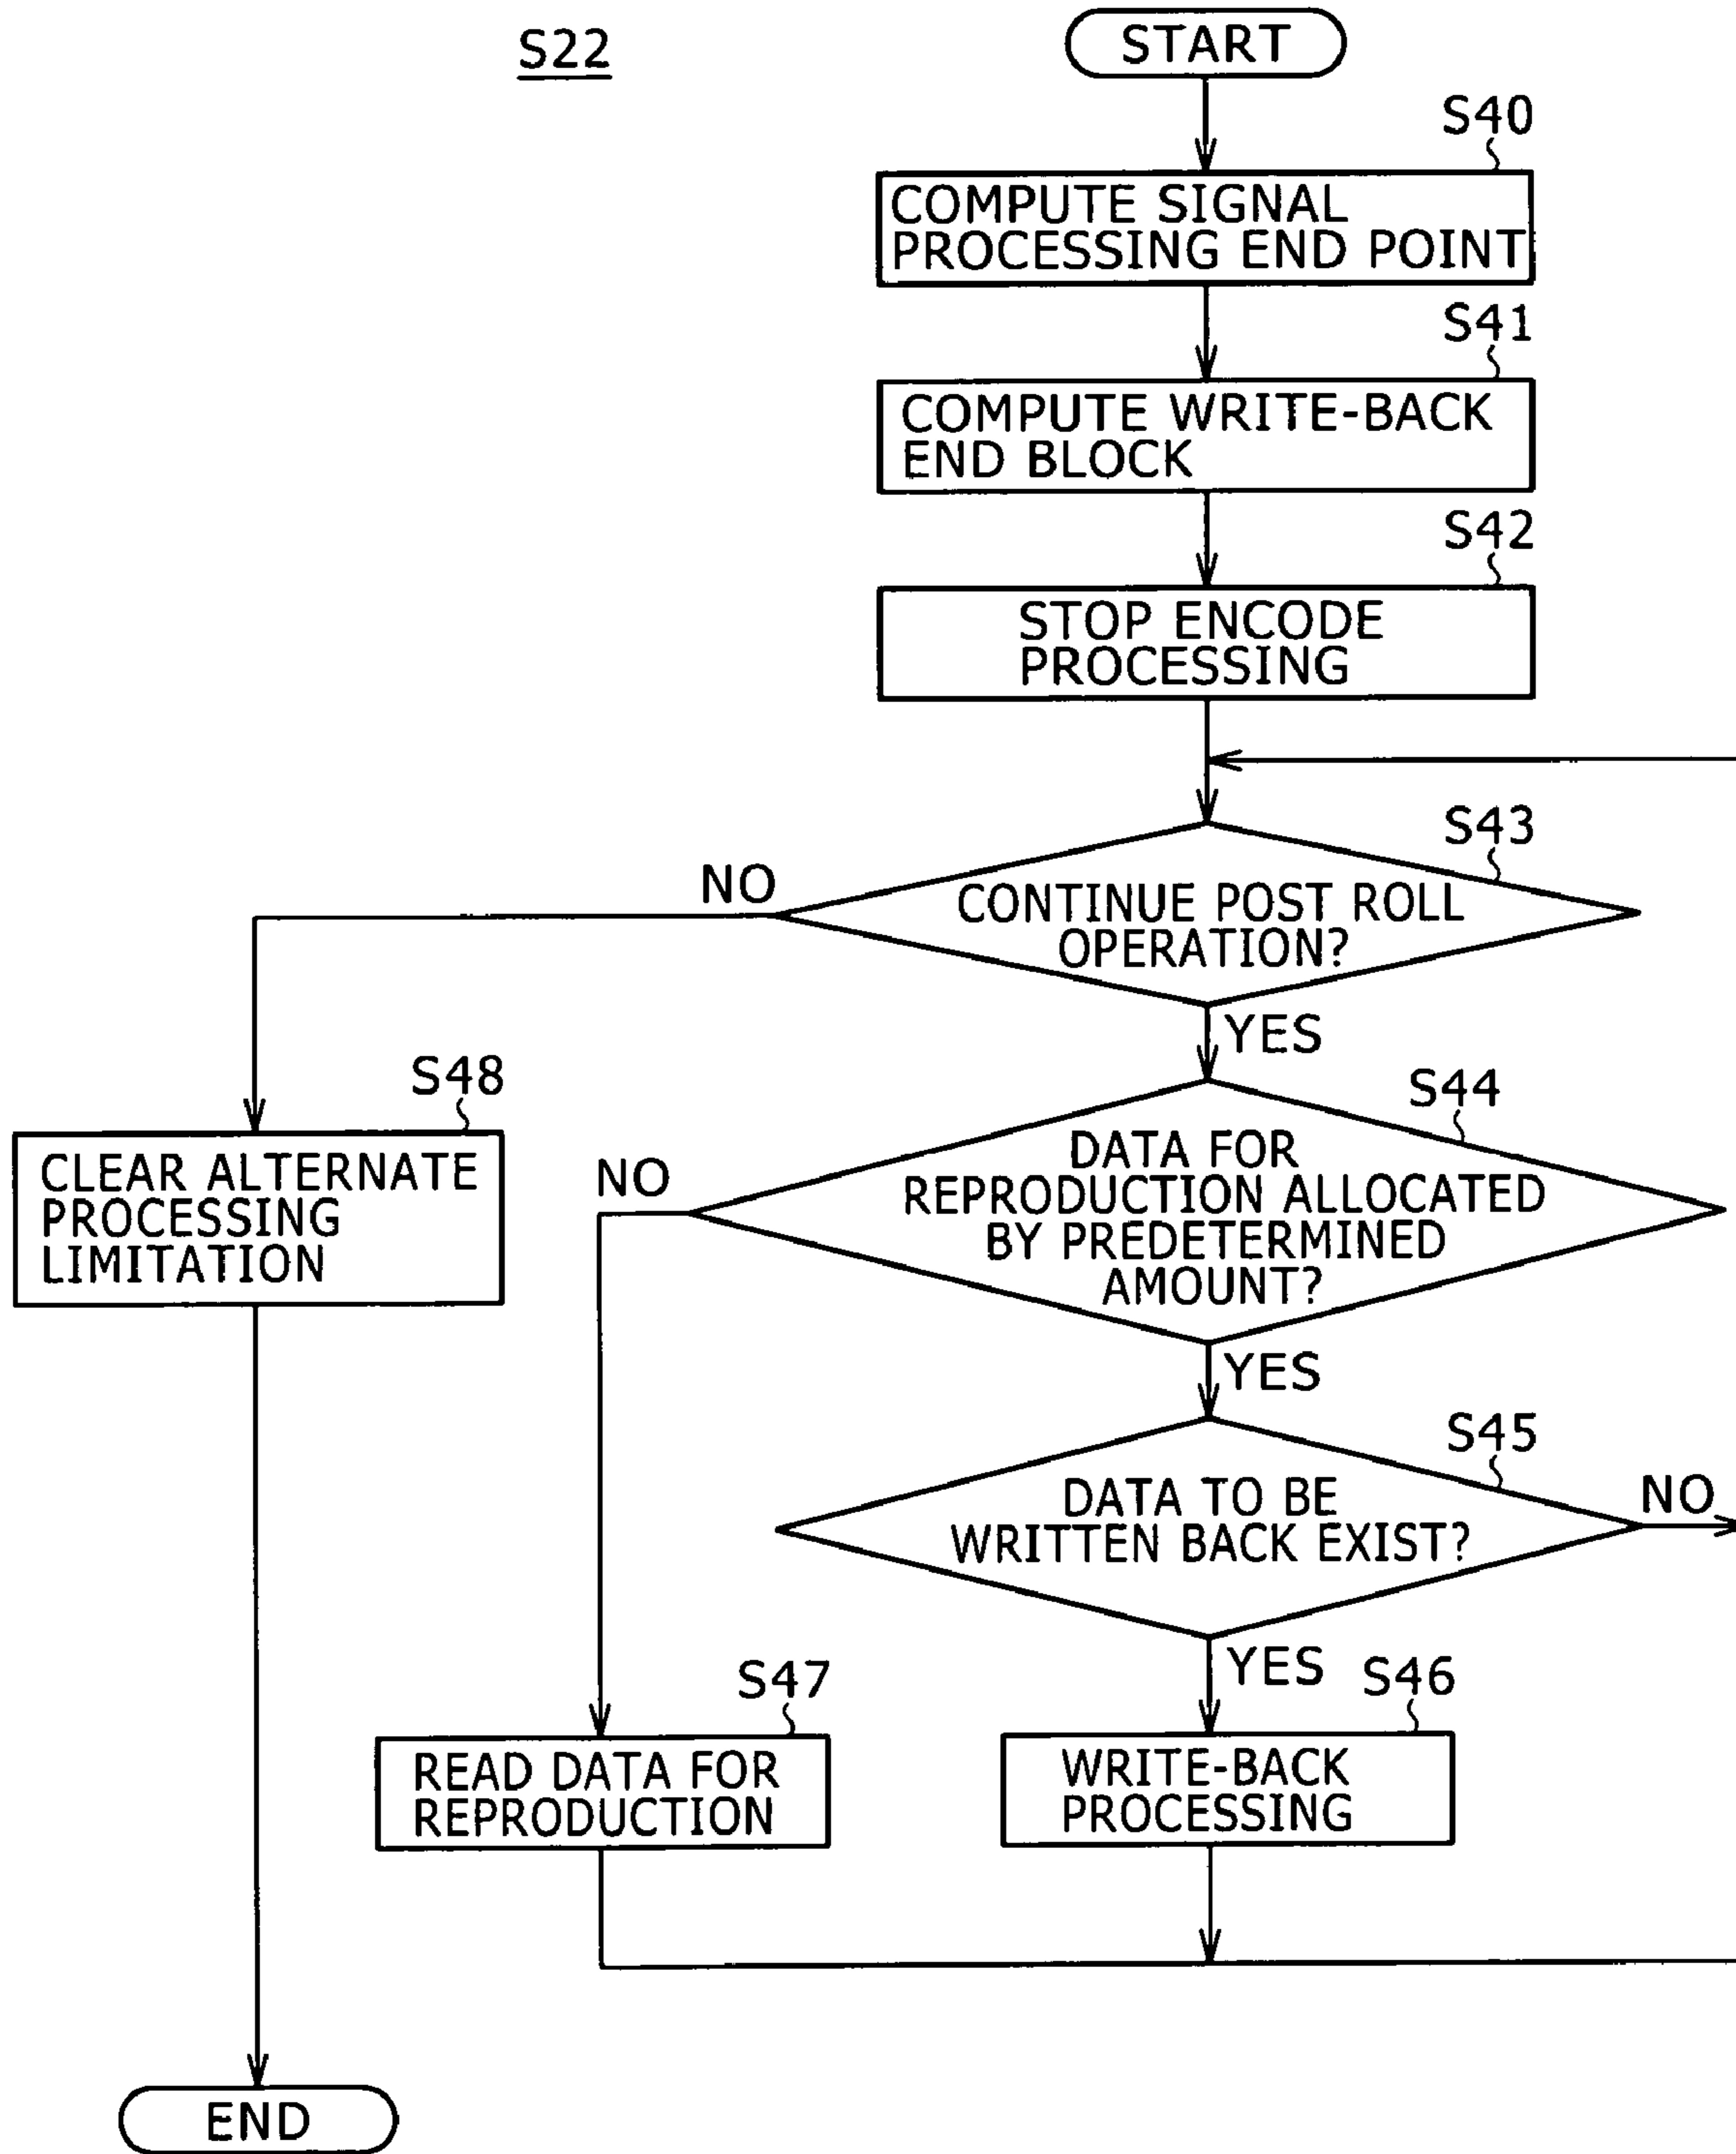 S22
START
S40
COMPUTE SIGNAL
PROCESSING END POINT
S41
COMPUTE WRITE-BACK
END BLOCK
S42
STOP ENCODE
PROCESSING
S43
NO
CONTINUE POST ROLL
OPERATION?
YES
S48
CLEAR ALTERNATE
PROCESSING
LIMITATION
S44
NO
DATA FOR
REPRODUCTION ALLOCATED
BY PREDETERMINED
AMOUNT?
YES
S45
DATA TO BE
WRITTEN BACK EXIST?
NO
YES
S47
READ DATA FOR
REPRODUCTION
S46
WRITE-BACK
PROCESSING
END